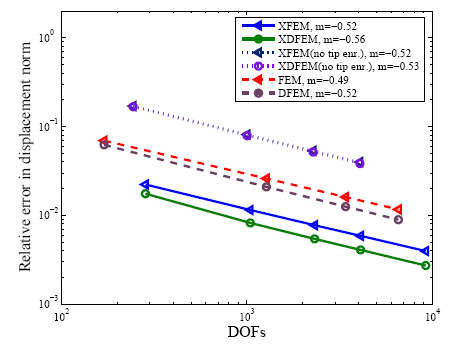 XFEM, m=−0.52
XDFEM, m=−0.56
XFEM(no tip enr.), m=−0.52
XDFEM(no tip enr.), m=−0.53
FEM, m=−0.49
DFEM, m=−0.52
Relative error in displacement norm
10^0
10^−1
10^−2
10^−3
10^2
10^3
10^4
DOFs